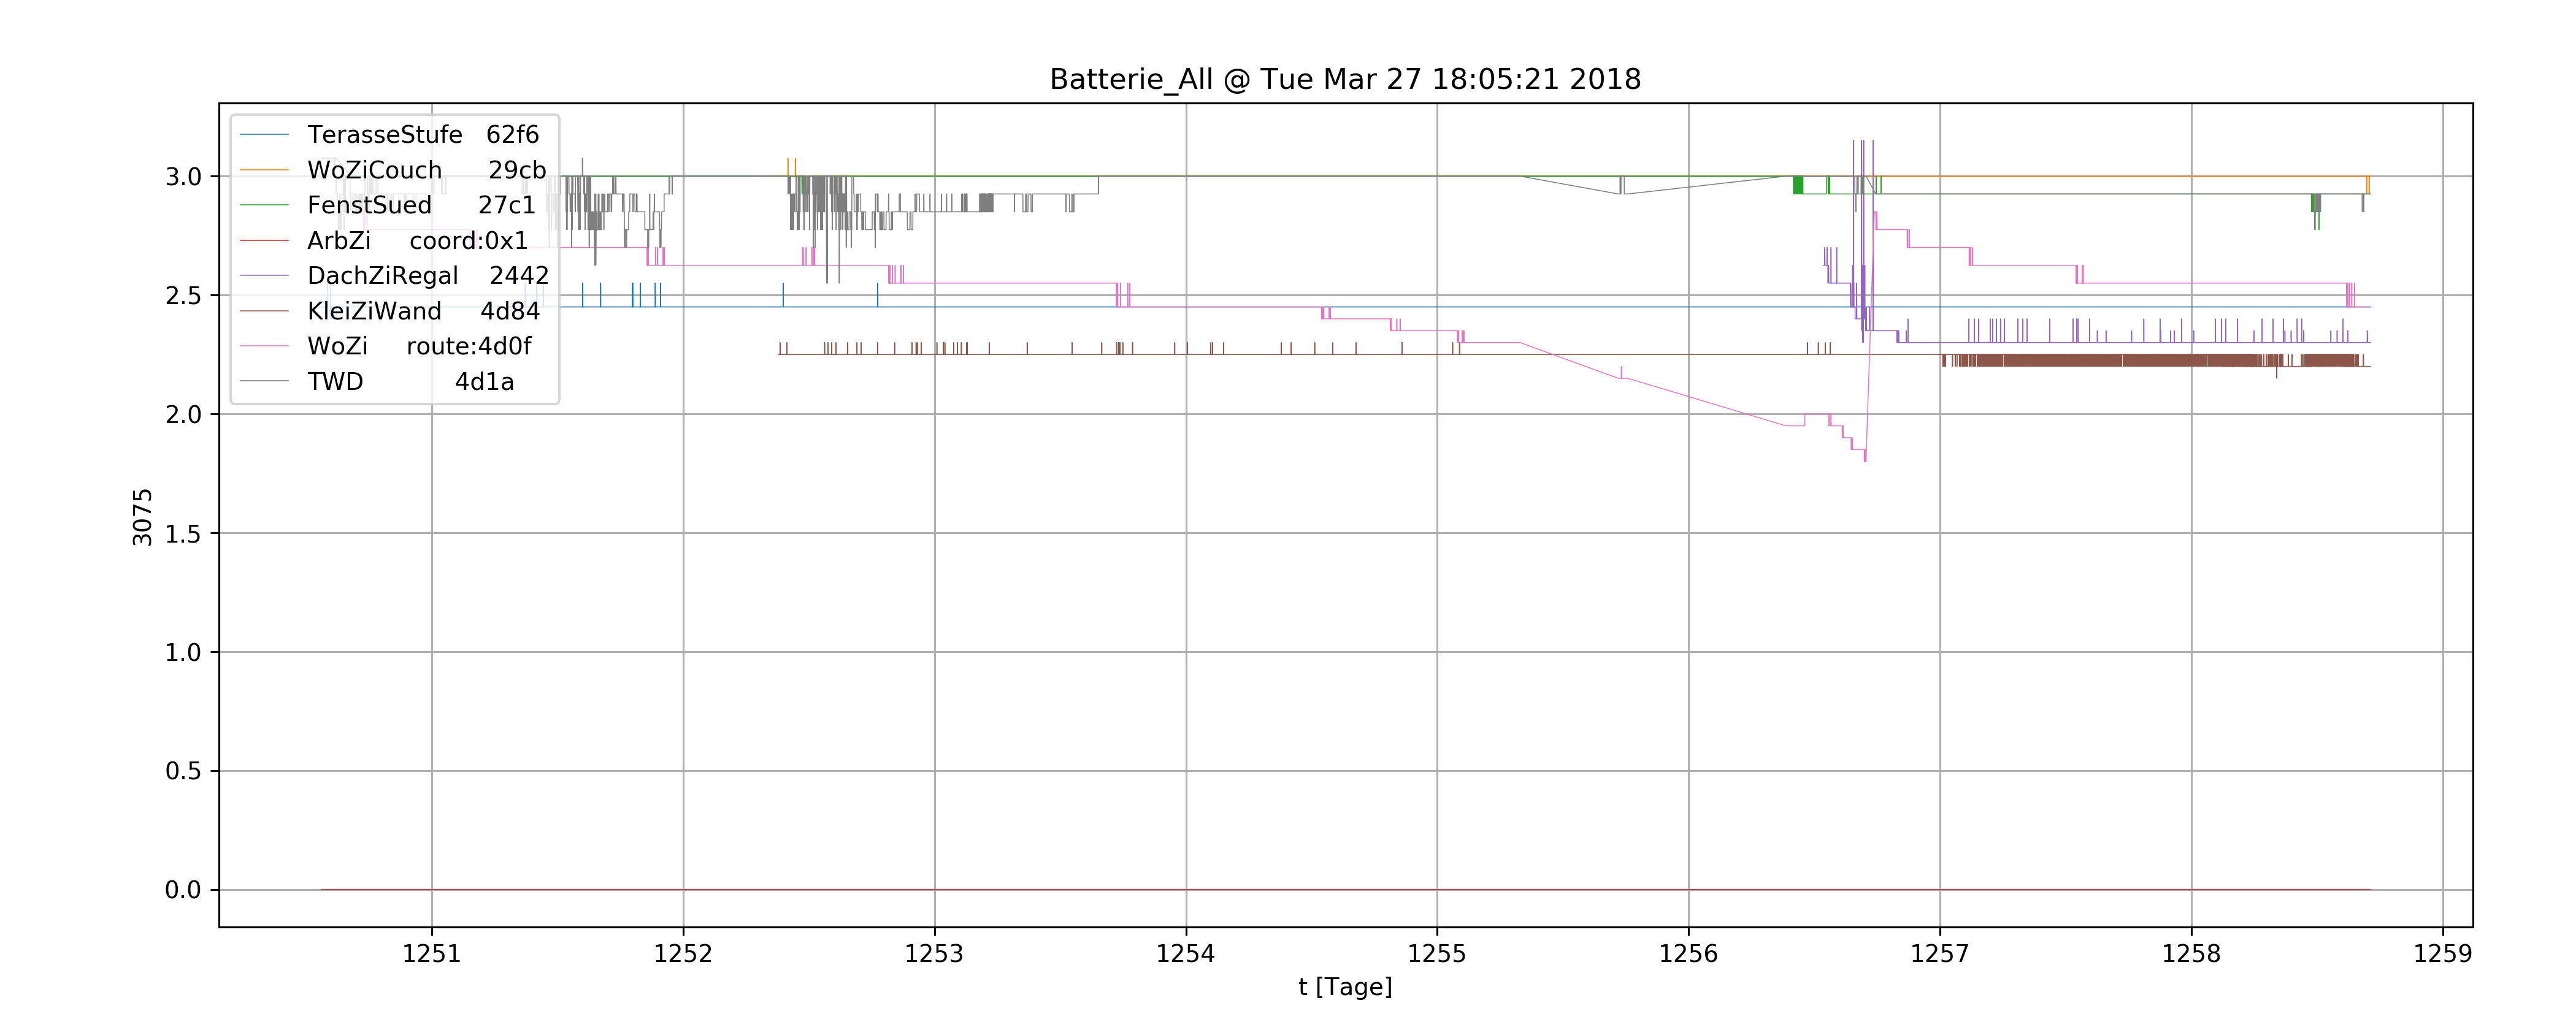 Batterie_All @ Tue Mar 27 18:05:21 2018
TerasseStufe 62f6
WoZiCouch 29cb
FenstSued 27c1
ArbZi coord:0x1
DachZiRegal 2442
KleiZiWand 4d84
WoZi route:4d0f
TWD 4d1a
3.0
2.5
2.0
1.5
1.0
0.5
0.0
3075
1251 1252 1253 1254 1255 1256 1257 1258 1259
t [Tage]